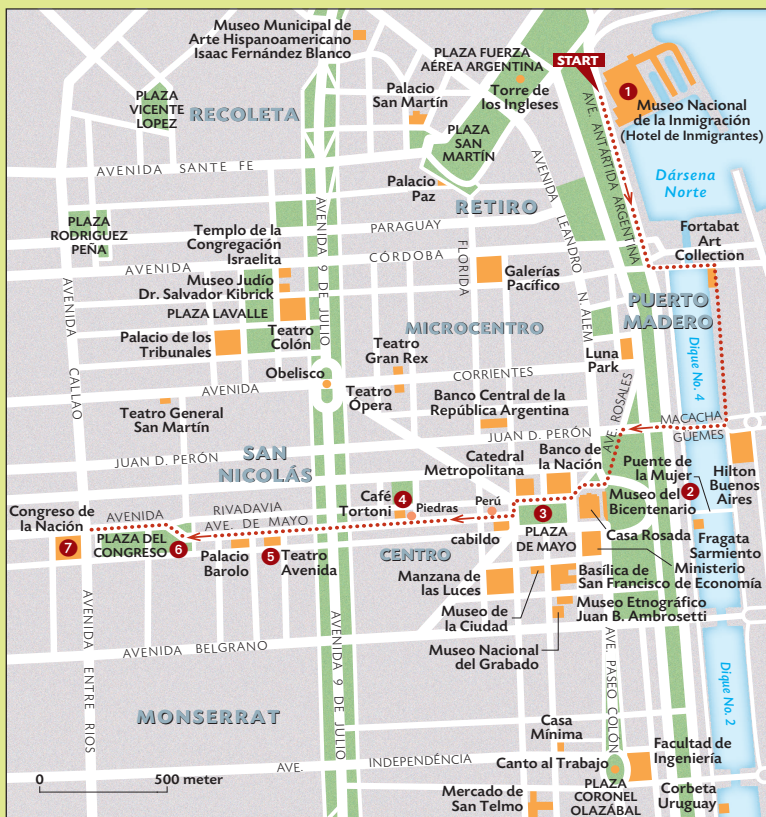 Museo Municipal de
Arte Hispanoamericano
Isaac Fernández Blanco
PLAZA FUERZA
AÉREA ARGENTINA
START
Torre de
los Ingleses
1
Museo Nacional
de la Inmigración
(Hotel de Inmigrantes)
PLAZA
VICENTE
LOPEZ
RECOLETA
Palacio
San Martín
PLAZA
SAN
MARTÍN
AVE. ANTÁRTIDA ARGENTINA
AVENIDA SANTE FE
Palacio
Paz
Dársena
Norte
RETIRO
AVENIDA LEANDRO N. ALEM
AVENIDA 9 DE JULIO
PLAZA
RODRIGUEZ
PEÑA
PARAGUAY
Templo de la
Congregación
Israelita
Fortabat
Art
Collection
AVENIDA CÓRDOBA
FLORIDA
Museo Judío
Dr. Salvador Kibrick
Galerías
Pacífico
AVENIDA CALLAO
PLAZA LAVALLE
PUERTO
MADERO
Teatro
Colón
MICROCENTRO
Palacio de los
Tribunales
Teatro
Gran Rex
Luna
Park
Dique No. 4
Obelisco
AVENIDA CORRIENTES
Teatro
Ópera
Banco Central de la
República Argentina
AVE. ROSALES
Teatro General
San Martín
MACACHA
GÜEMES
JUAN D. PERÓN
JUAN D. PERÓN
SAN
NICOLÁS
Catedral
Metropolitana
Banco de
la Nación
Puente de
la Mujer
2
Hilton
Buenos
Aires
Café
Tortoni
4
Piedras
Perú
Museo del
Bicentenario
Congreso de
la Nación
AVENIDA RIVADAVIA
AVE. DE MAYO
cabildo
3
PLAZA
DE MAYO
Casa Rosada
Fragata
Sarmiento
7
PLAZA DEL
CONGRESO
6
Palacio
Barolo
5
Teatro
Avenida
CENTRO
Ministerio
de Economía
Manzana de
las Luces
Basílica de
San Francisco
Museo de
la Ciudad
Museo Etnográfico
Juan B. Ambrosetti
Museo Nacional
del Grabado
AVENIDA BELGRANO
AVENIDA ENTRE RIOS
AVENIDA 9 DE JULIO
AVE. PASEO COLÓN
Dique No. 2
MONSERRAT
Casa
Mínima
Facultad de
Ingeniería
AVE. INDEPENDÉNCIA
Canto al Trabajo
0 500 meter
Mercado de
San Telmo
PLAZA
CORONEL
OLAZÁBAL
Corbeta
Uruguay